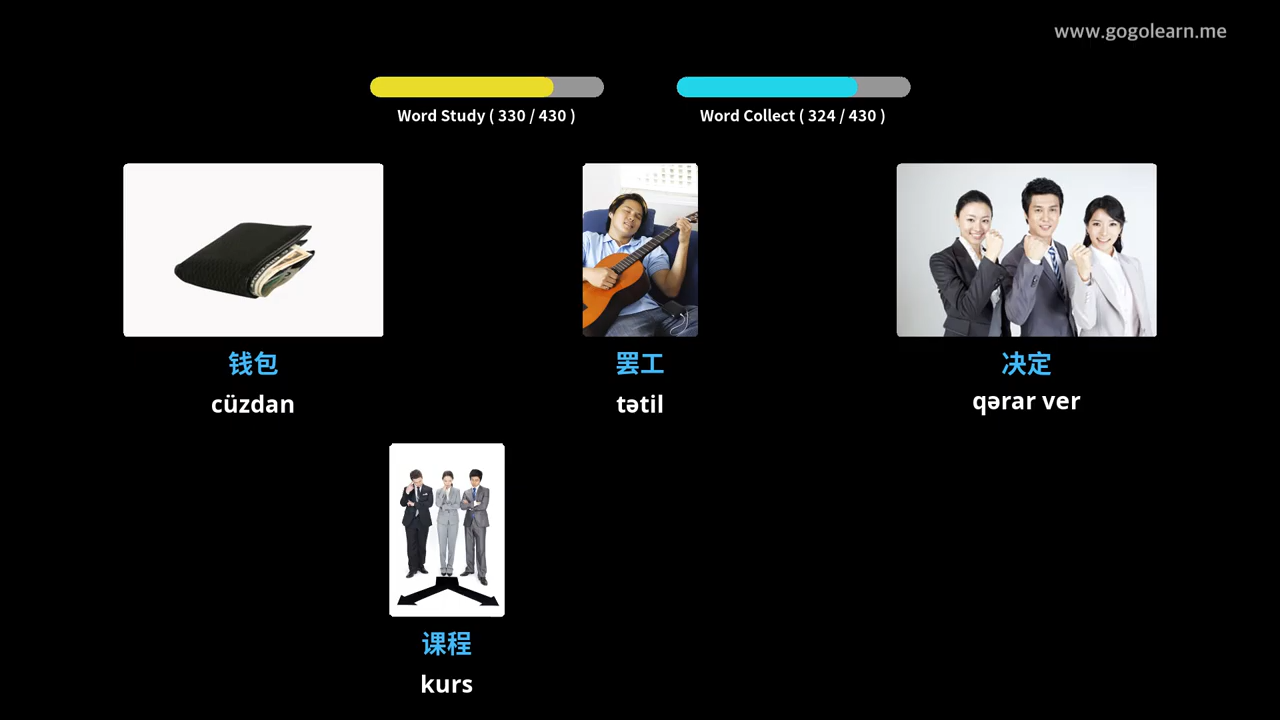 www.gogolearn.me
Word Study ( 330 / 430 )
Word Collect ( 324 / 430 )
钱包
cüzdan
罢工
tətil
决定
qərar ver
课程
kurs